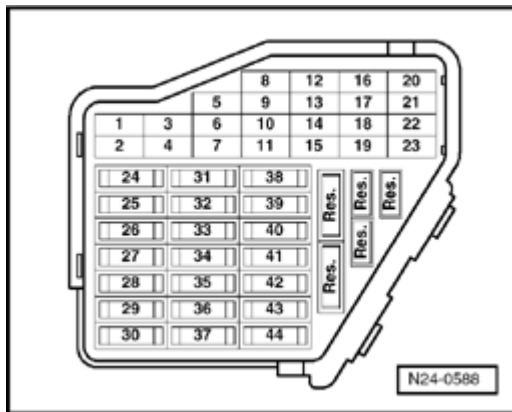 8 12 16 20
5 9 13 17 21
1 3 6 10 14 18 22
2 4 7 11 15 19 23
24 31 38
25 32 39
26 33 40
27 34 41
28 35 42
29 36 43
30 37 44
Res. Res. Res.
Res. Res.
N24-0588